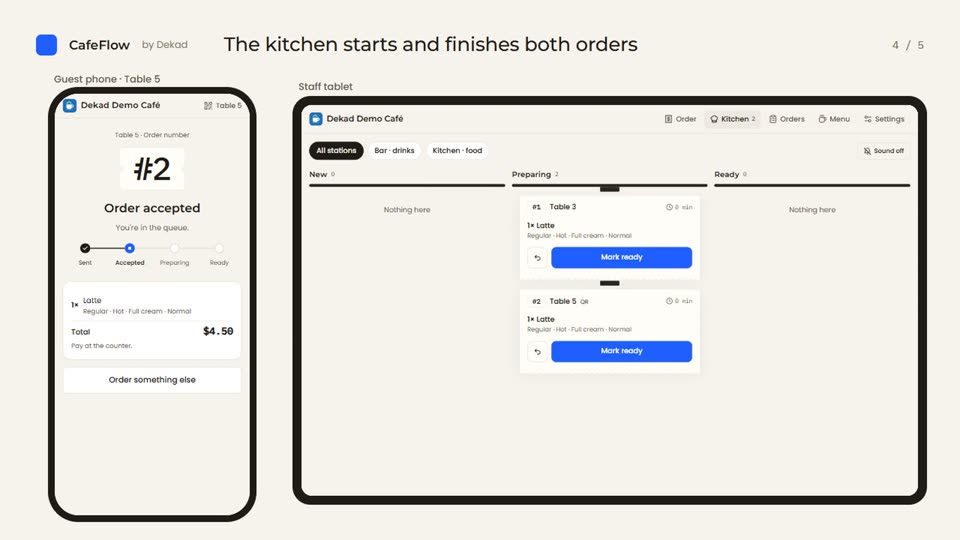 CafeFlow by Dekad
The kitchen starts and finishes both orders
4 / 5
Guest phone · Table 5
Dekad Demo Café
Table 5
Table 5 · Order number
#2
Order accepted
You're in the queue.
Sent Accepted Preparing Ready
1× Latte
Regular · Hot · Full cream · Normal
Total $4.50
Pay at the counter.
Order something else
Staff tablet
Dekad Demo Café
Order Kitchen 2 Orders Menu Settings
All stations Bar · drinks Kitchen · food Sound off
New 0 Preparing 2 Ready 0
Nothing here
#1 Table 3 0 min
1× Latte
Regular · Hot · Full cream · Normal
Mark ready
#2 Table 5 QR 0 min
1× Latte
Regular · Hot · Full cream · Normal
Mark ready
Nothing here